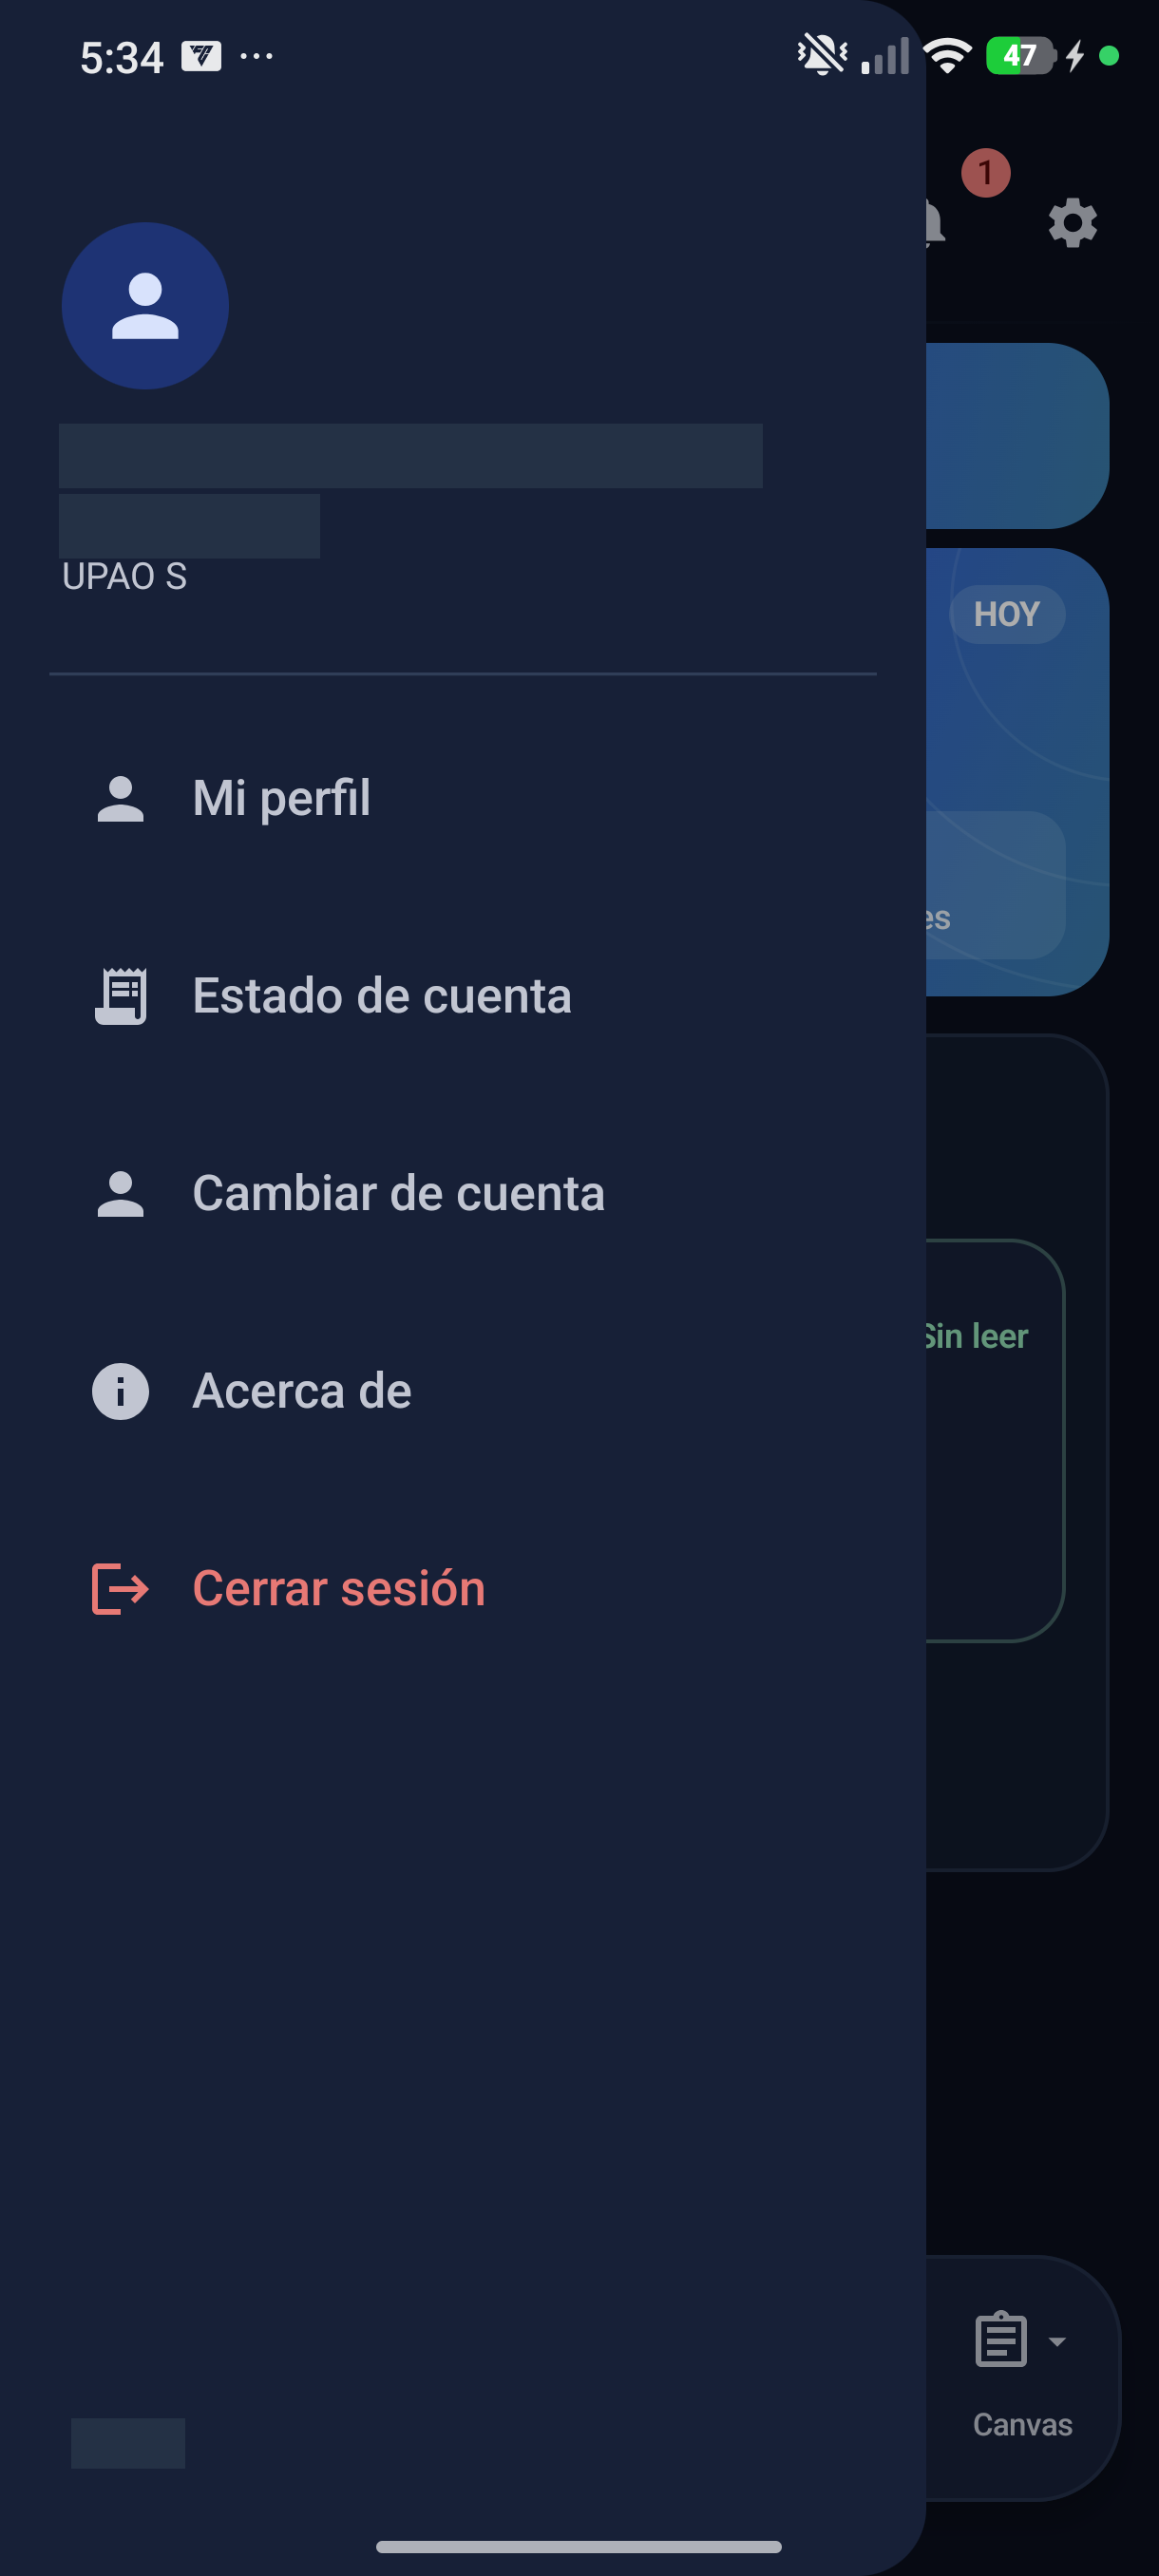 5:34
47
1
HOY
UPAO S
Mi perfil
es
Estado de cuenta
Cambiar de cuenta
Sin leer
Acerca de
Cerrar sesión
Canvas